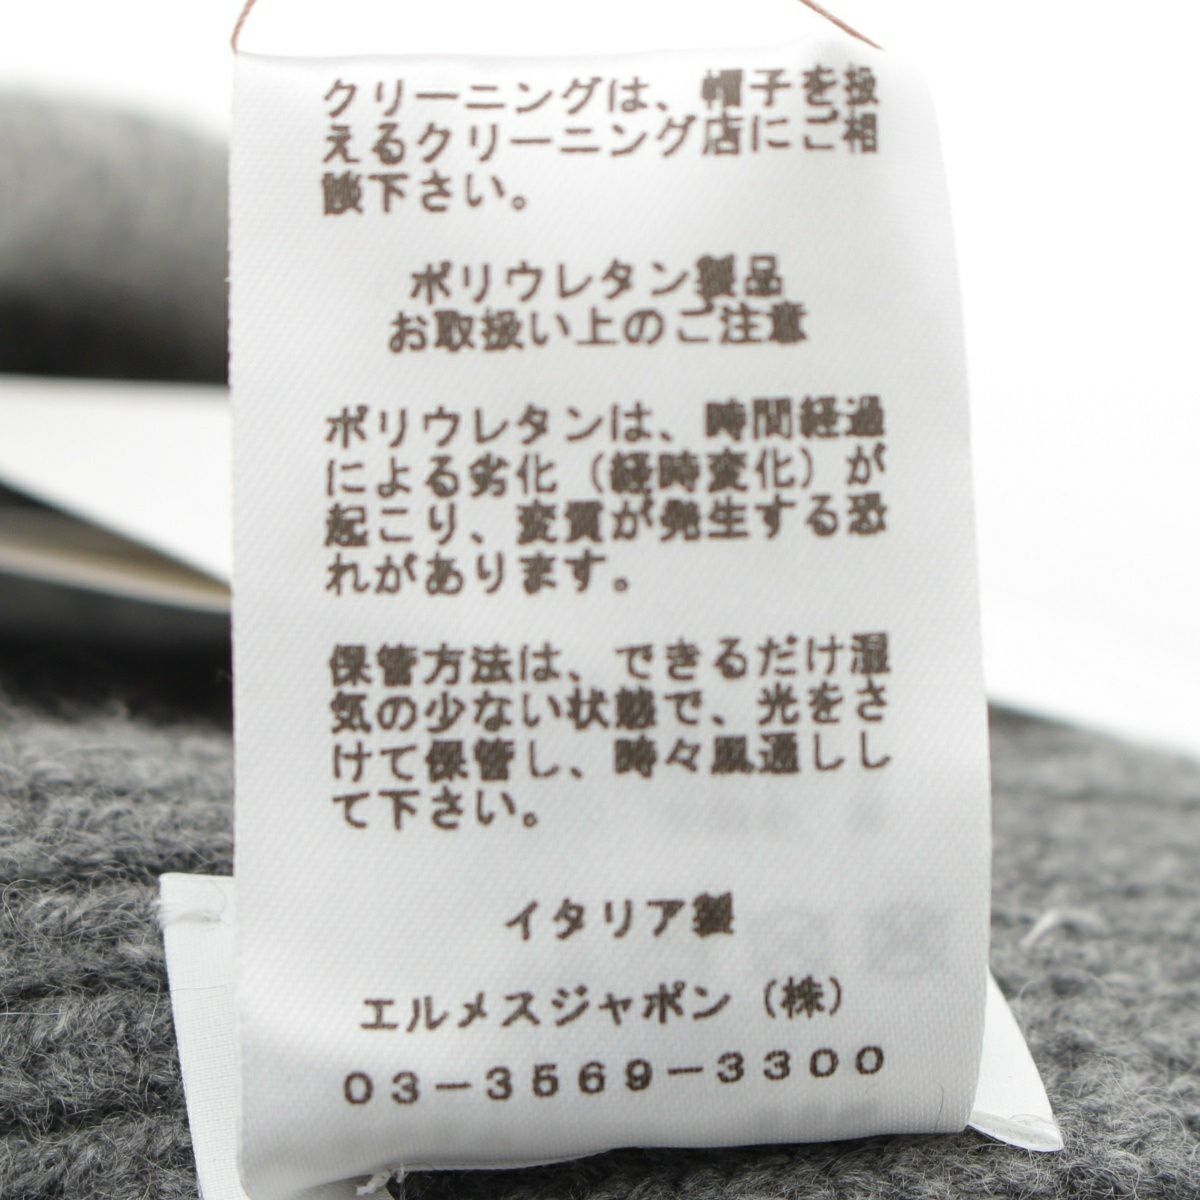 クリーニングは、帽子を扱
えるクリーニング店にご相
談下さい。
ポリウレタン製品
お取扱い上のご注意
ポリウレタンは、時間経過
による劣化（経時変化）が
起こり、変質が発生する恐
れがあります。
保管方法は、できるだけ湿
気の少ない状態で、光をさ
けて保管し、時々風通しし
て下さい。
イタリア製
エルメスジャポン（株）
03-3569-3300